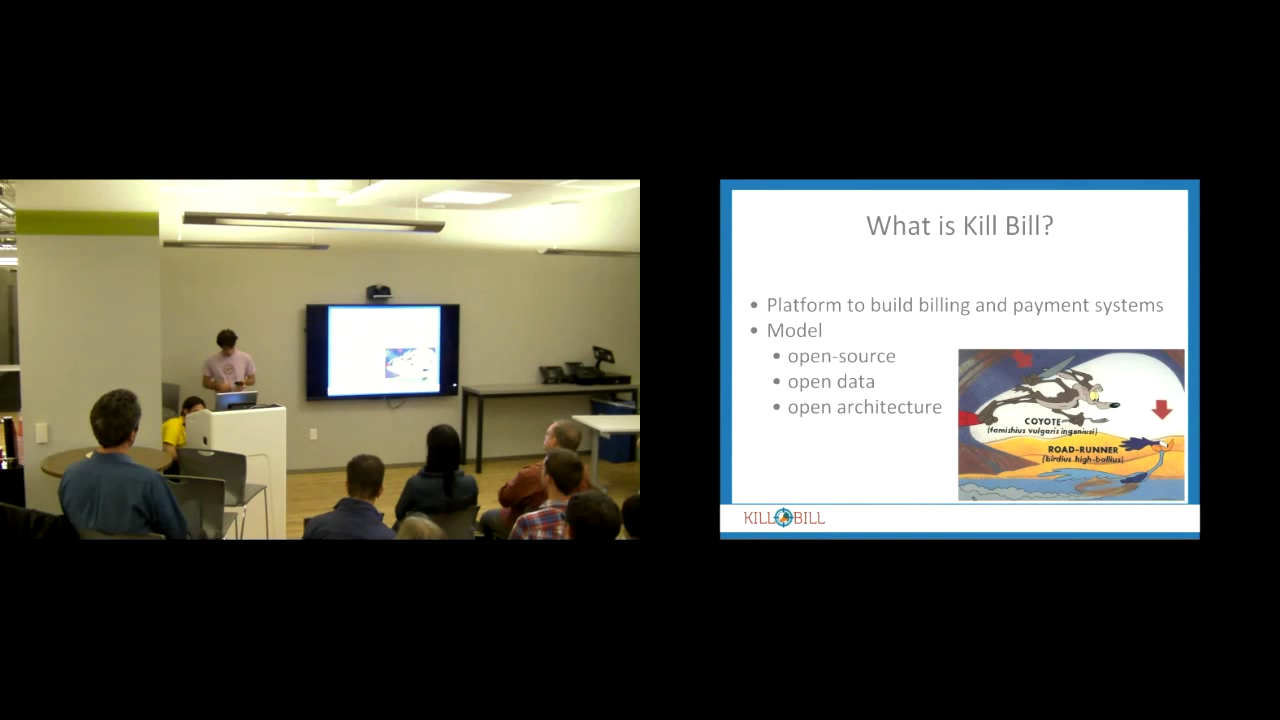 What is Kill Bill?
• Platform to build billing and payment systems
• Model
• open-source
• open data
• open architecture
COYOTE
(famishius vulgaris ingeniusi)
ROAD-RUNNER
(birdius high-ballius)
KILL BILL